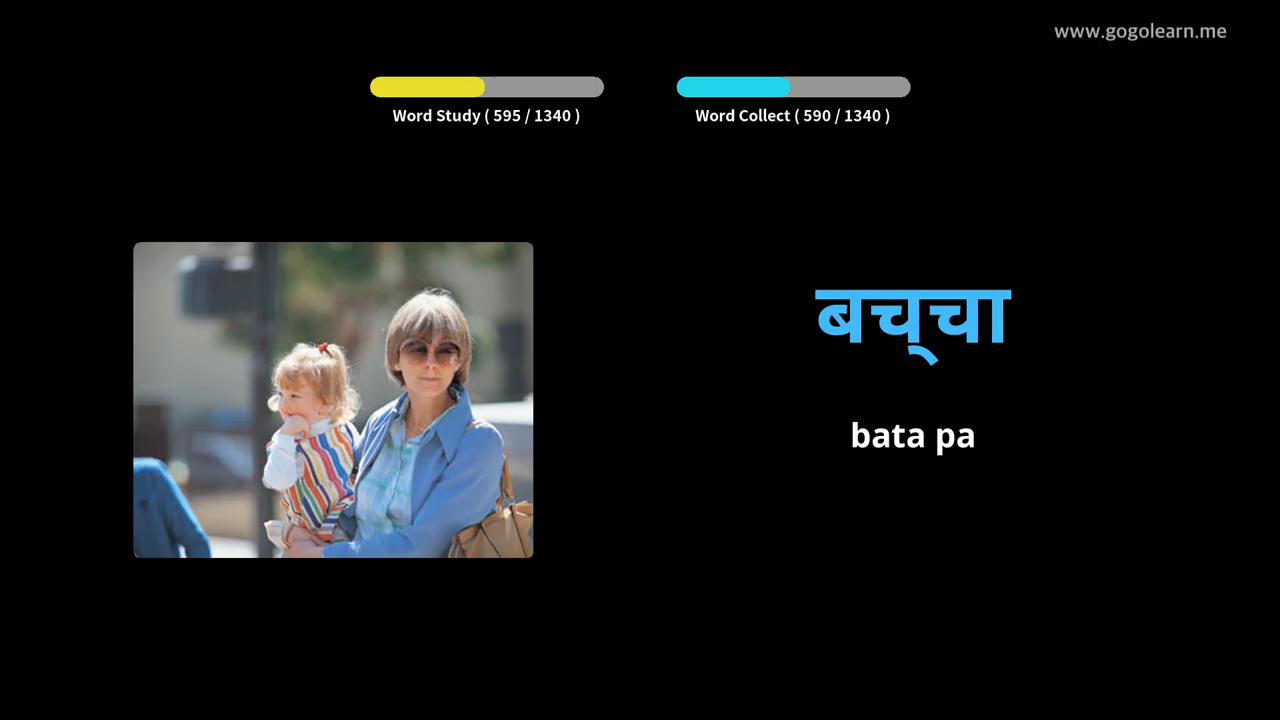 www.gogolearn.me
Word Study ( 595 / 1340 )
Word Collect ( 590 / 1340 )
बच्‌चा
bata pa